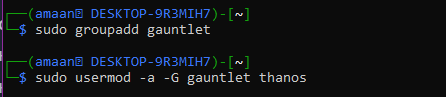 ┌──(amaan DESKTOP-9R3MIH7)-[~]
└─$ sudo groupadd gauntlet
┌──(amaan DESKTOP-9R3MIH7)-[~]
└─$ sudo usermod -a -G gauntlet thanos